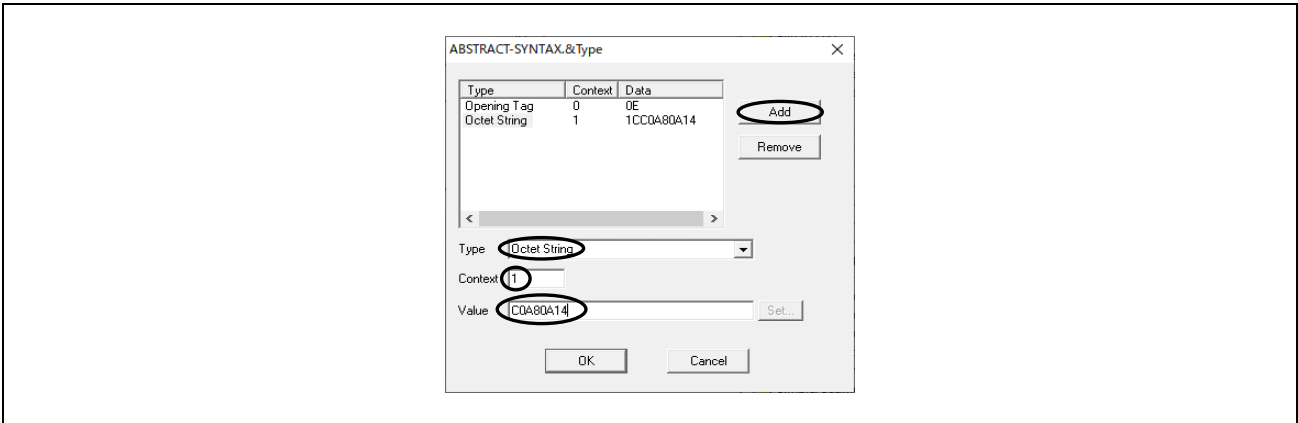 ABSTRACT-SYNTAX.&Type
Type Context Data
Opening Tag 0 0E
Octet String 1 1CC0A80A14
Add
Remove
Type Octet String
Context 1
Value C0A80A14 Set...
OK Cancel